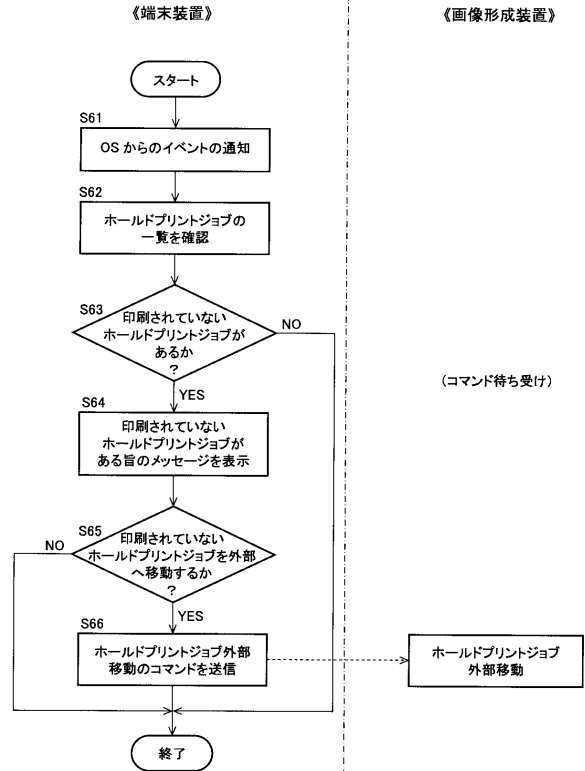 《端末装置》
《画像形成装置》
スタート
S61
OS からのイベントの通知
S62
ホールドプリントジョブの
一覧を確認
S63
印刷されていない
ホールドプリントジョブが
あるか
?
NO
YES
(コマンド待ち受け)
S64
印刷されていない
ホールドプリントジョブが
ある旨のメッセージを表示
S65
印刷されていない
ホールドプリントジョブを外部
へ移動するか
?
NO
YES
S66
ホールドプリントジョブ外部
移動のコマンドを送信
ホールドプリントジョブ
外部移動
終了